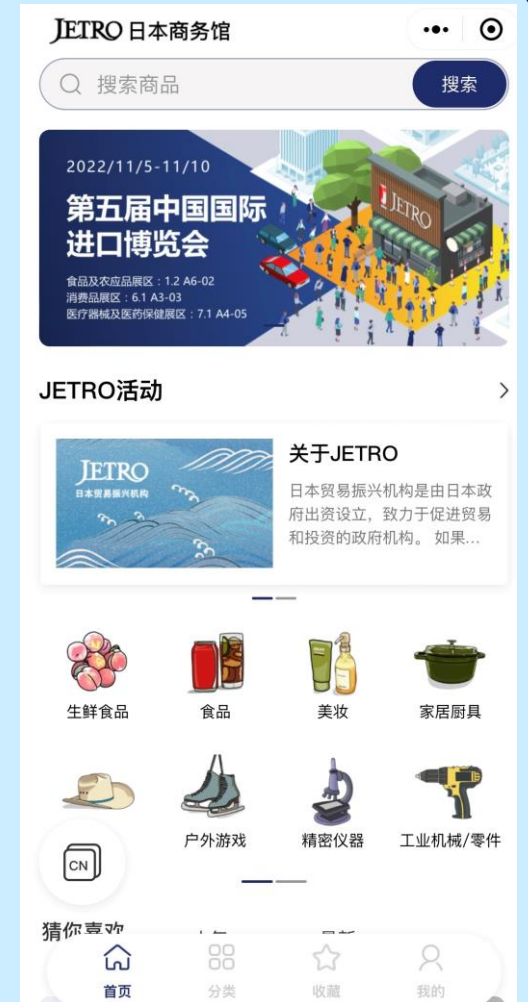 JETRO 日本商务馆
搜索商品
搜索
2022/11/5-11/10
第五届中国国际
进口博览会
食品及农应品展区：1.2 A6-02
消费品展区：6.1 A3-03
医疗器械及医药保健展区：7.1 A4-05
JETRO
JETRO活动
JETRO
日本贸易振兴机构
关于JETRO
日本贸易振兴机构是由日本政
府出资设立，致力于促进贸易
和投资的政府机构。 如果...
生鲜食品
食品
美妆
家居厨具
户外游戏
精密仪器
工业机械/零件
CN
猜你喜欢
首页
分类
收藏
我的